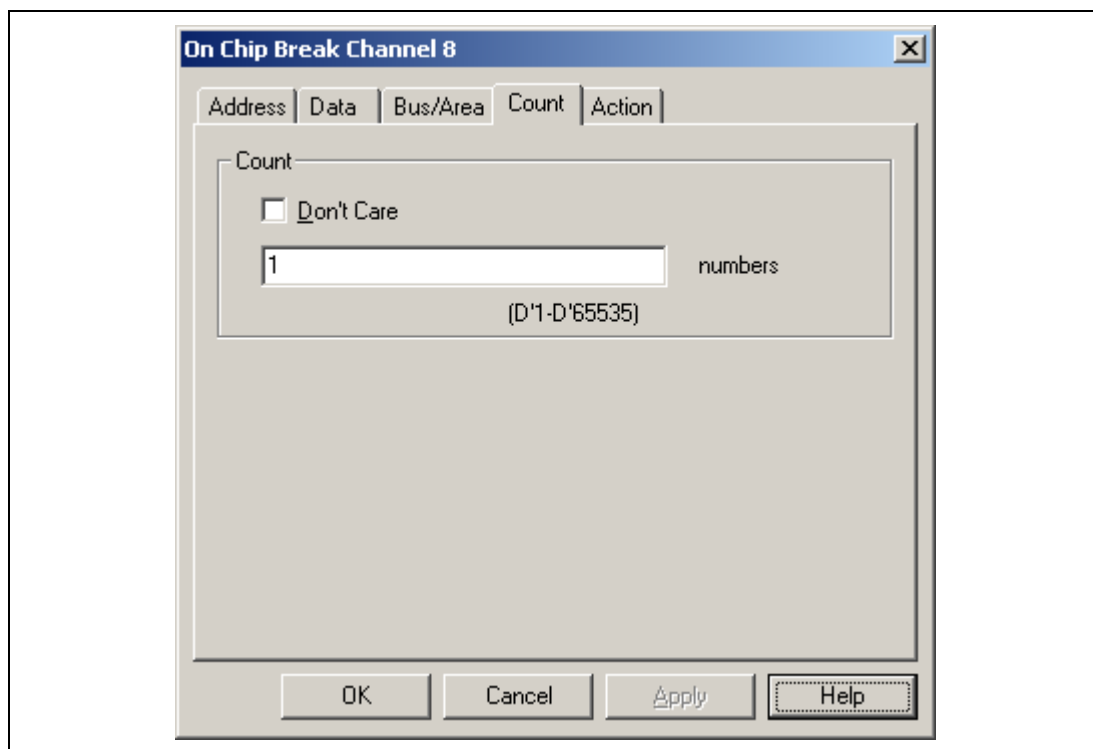 On Chip Break Channel 8
Address Data Bus/Area Count Action
Count
Don't Care
1 numbers
(D'1-D'65535)
OK Cancel Apply Help